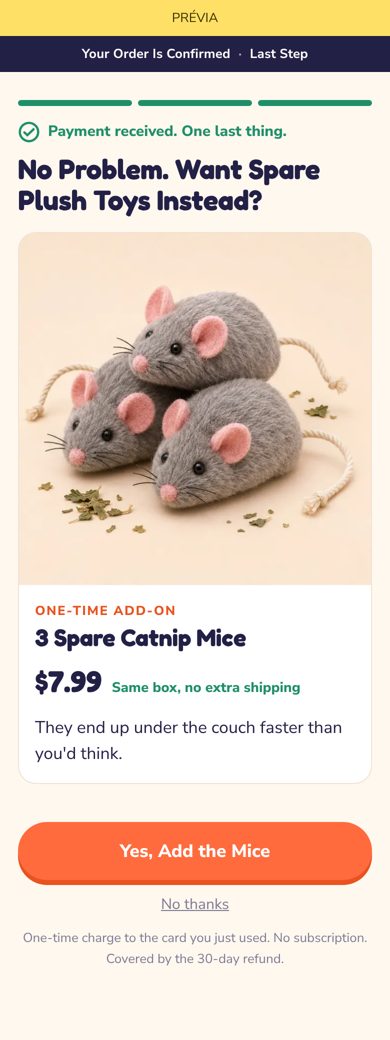 PRÉVIA
Your Order Is Confirmed · Last Step
Payment received. One last thing.
No Problem. Want Spare
Plush Toys Instead?
ONE-TIME ADD-ON
3 Spare Catnip Mice
$7.99 Same box, no extra shipping
They end up under the couch faster than
you'd think.
Yes, Add the Mice
No thanks
One-time charge to the card you just used. No subscription.
Covered by the 30-day refund.